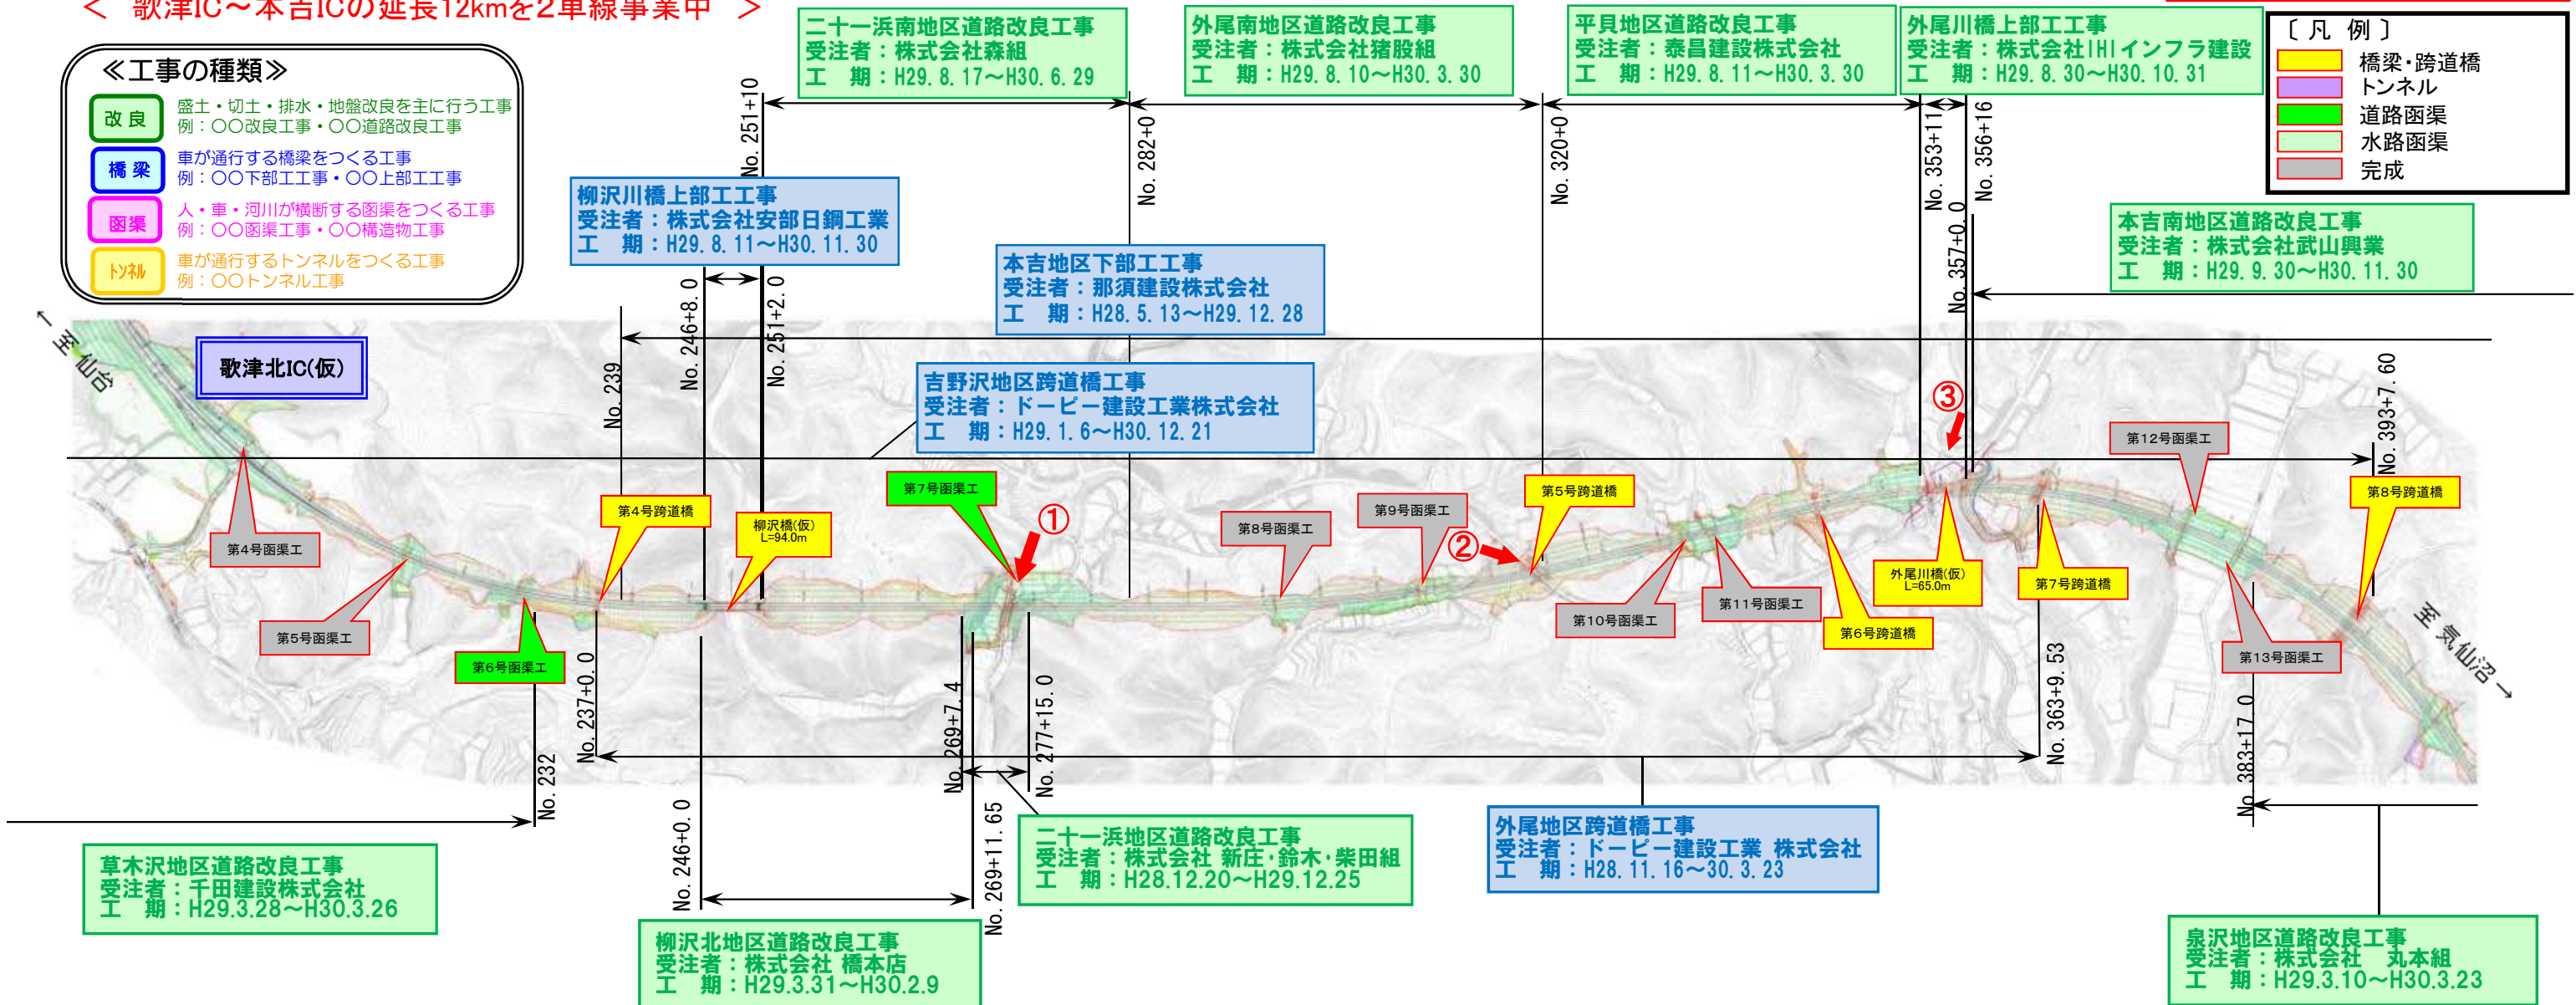 ＜　歌津IC～本吉ICの延長12kmを2車線事業中　＞
≪工事の種類≫
改良
盛土・切土・排水・地盤改良を主に行う工事
例：〇〇改良工事・〇〇道路改良工事
橋梁
車が通行する橋梁をつくる工事
例：〇〇下部工工事・〇〇上部工工事
函渠
人・車・河川が横断する函渠をつくる工事
例：〇〇函渠工事・〇〇構造物工事
トンネル
車が通行するトンネルをつくる工事
例：〇〇トンネル工事
二十一浜南地区道路改良工事
受注者：株式会社森組
工　期：H29.8.17～H30.6.29
外尾南地区道路改良工事
受注者：株式会社猪股組
工　期：H29.8.10～H30.3.30
平貝地区道路改良工事
受注者：泰昌建設株式会社
工　期：H29.8.11～H30.3.30
外尾川橋上部工工事
受注者：株式会社IHIインフラ建設
工　期：H29.8.30～H30.10.31
〔 凡 例 〕
橋梁・跨道橋
トンネル
道路函渠
水路函渠
完成
No.251+10
No.282+0
No.320+0
No.353+11
No.356+16
No.357+0.0
柳沢川橋上部工工事
受注者：株式会社安部日鋼工業
工　期：H29.8.11～H30.11.30
本吉地区下部工工事
受注者：那須建設株式会社
工　期：H28.5.13～H29.12.28
本吉南地区道路改良工事
受注者：株式会社武山興業
工　期：H29.9.30～H30.11.30
吉野沢地区跨道橋工事
受注者：ドーピー建設工業株式会社
工　期：H29.1.6～H30.12.21
←至 仙台
歌津北IC(仮)
No.239
No.246+8.0
No.251+2.0
No.393+7.60
③
第12号函渠工
第7号函渠工
第5号跨道橋
第8号跨道橋
第4号跨道橋
柳沢橋(仮)
L=94.0m
①
第8号函渠工
第9号函渠工
②
第4号函渠工
外尾川橋(仮)
L=65.0m
第7号跨道橋
第5号函渠工
第10号函渠工
第11号函渠工
第6号跨道橋
第6号函渠工
第13号函渠工
至 気仙沼→
No.232
No.237+0.0
No.246+0.0
No.269+7.4
No.269+11.65
No.277+15.0
No.363+9.53
No.383+17.0
草木沢地区道路改良工事
受注者：千田建設株式会社
工　期：H29.3.28～H30.3.26
柳沢北地区道路改良工事
受注者：株式会社 橋本店
工　期：H29.3.31～H30.2.9
二十一浜地区道路改良工事
受注者：株式会社 新庄・鈴木・柴田組
工　期：H28.12.20～H29.12.25
外尾地区跨道橋工事
受注者：ドーピー建設工業 株式会社
工　期：H28.11.16～30.3.23
泉沢地区道路改良工事
受注者：株式会社　丸本組
工　期：H29.3.10～H30.3.23